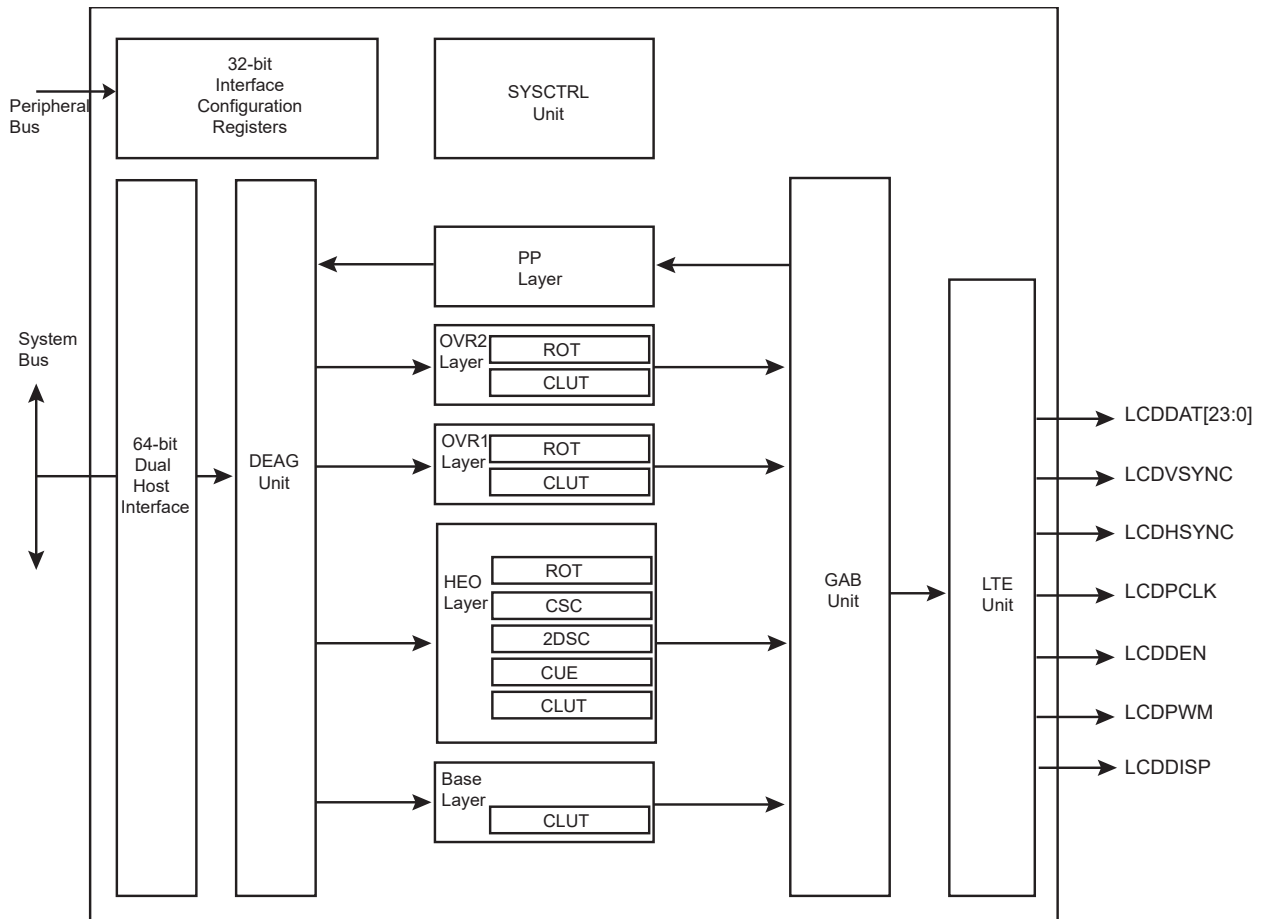 32-bit
Interface
Configuration
Registers
SYSCTRL
Unit
Peripheral
Bus
System
Bus
64-bit
Dual
Host
Interface
DEAG
Unit
PP
Layer
OVR2
Layer
ROT
CLUT
OVR1
Layer
ROT
CLUT
HEO
Layer
ROT
CSC
2DSC
CUE
CLUT
Base
Layer
CLUT
GAB
Unit
LTE
Unit
LCDDAT[23:0]
LCDVSYNC
LCDHSYNC
LCDPCLK
LCDDEN
LCDPWM
LCDDISP